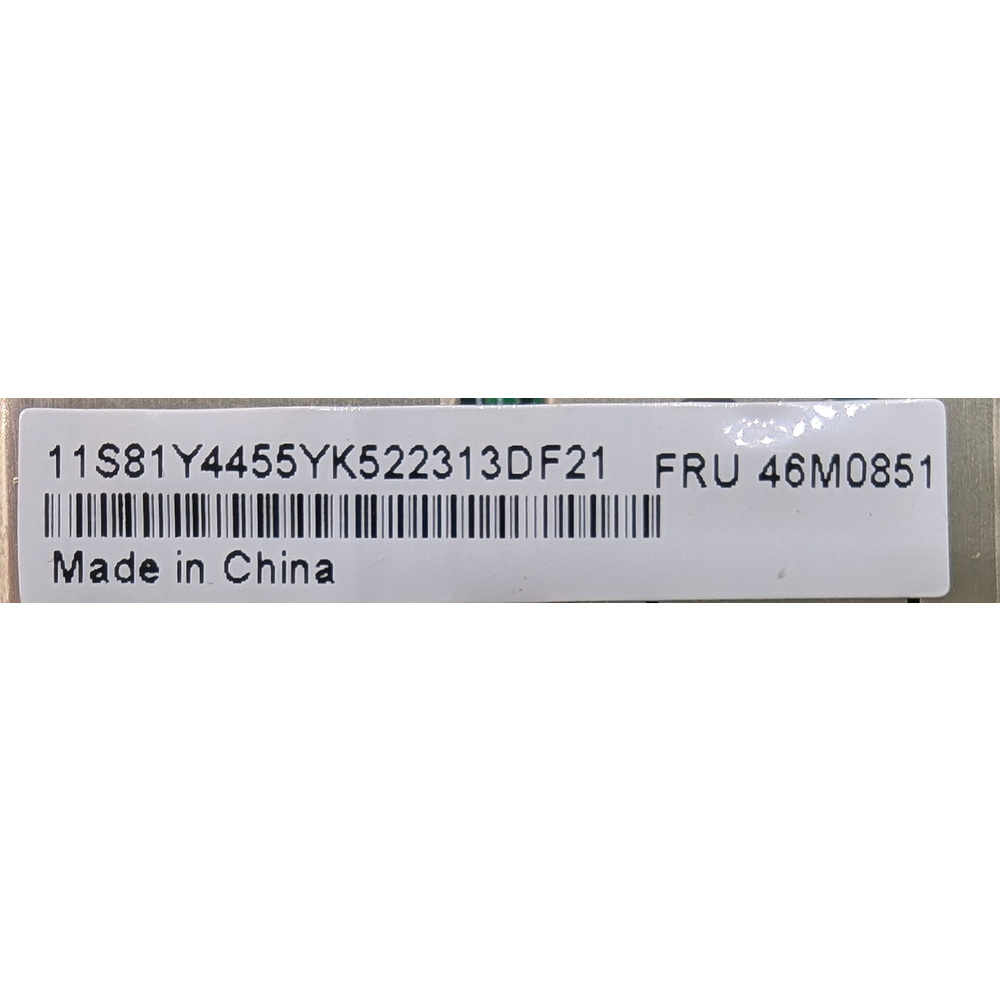 11S81Y4455YK522313DF21 FRU 46M0851
Made in China